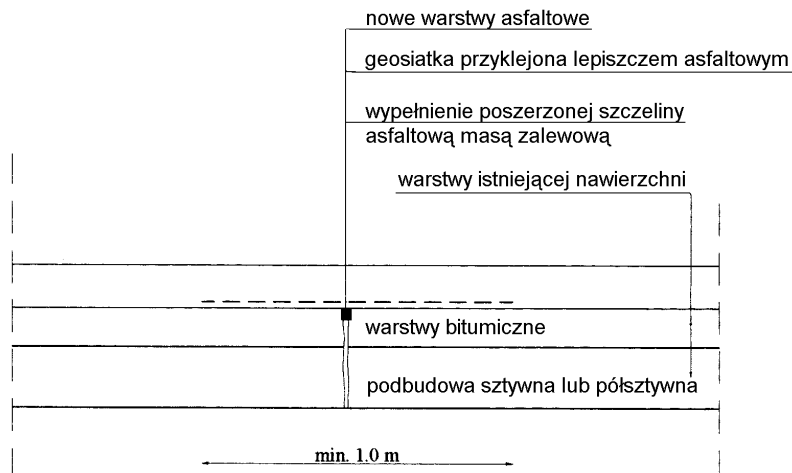 nowe warstwy asfaltowe
geosiatka przyklejona lepiszczem asfaltowym
wypełnienie poszerzonej szczeliny
asfaltową masą zalewową
warstwy istniejącej nawierzchni
warstwy bitumiczne
podbudowa sztywna lub półsztywna
min. 1.0 m